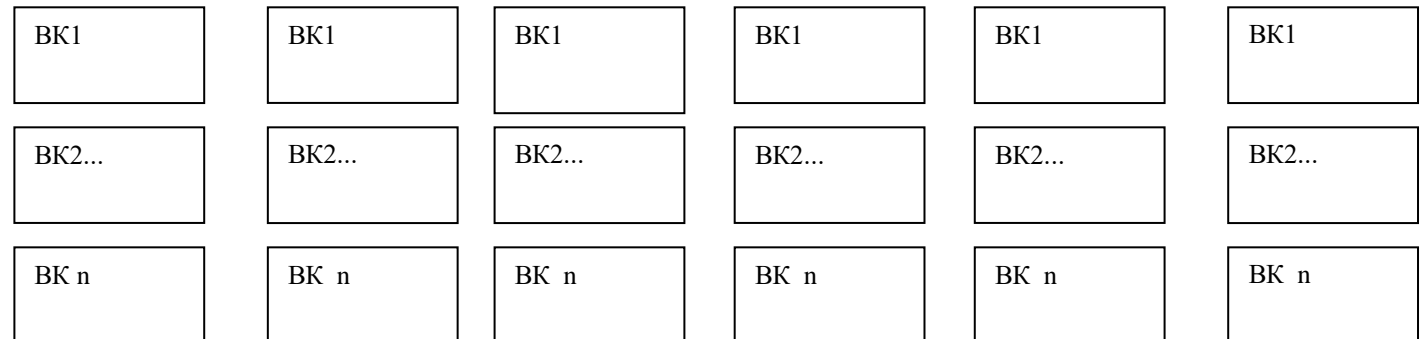 ВК1 ВК1 ВК1 ВК1 ВК1 ВК1
ВК2... ВК2... ВК2... ВК2... ВК2... ВК2...
ВК n ВК n ВК n ВК n ВК n ВК n